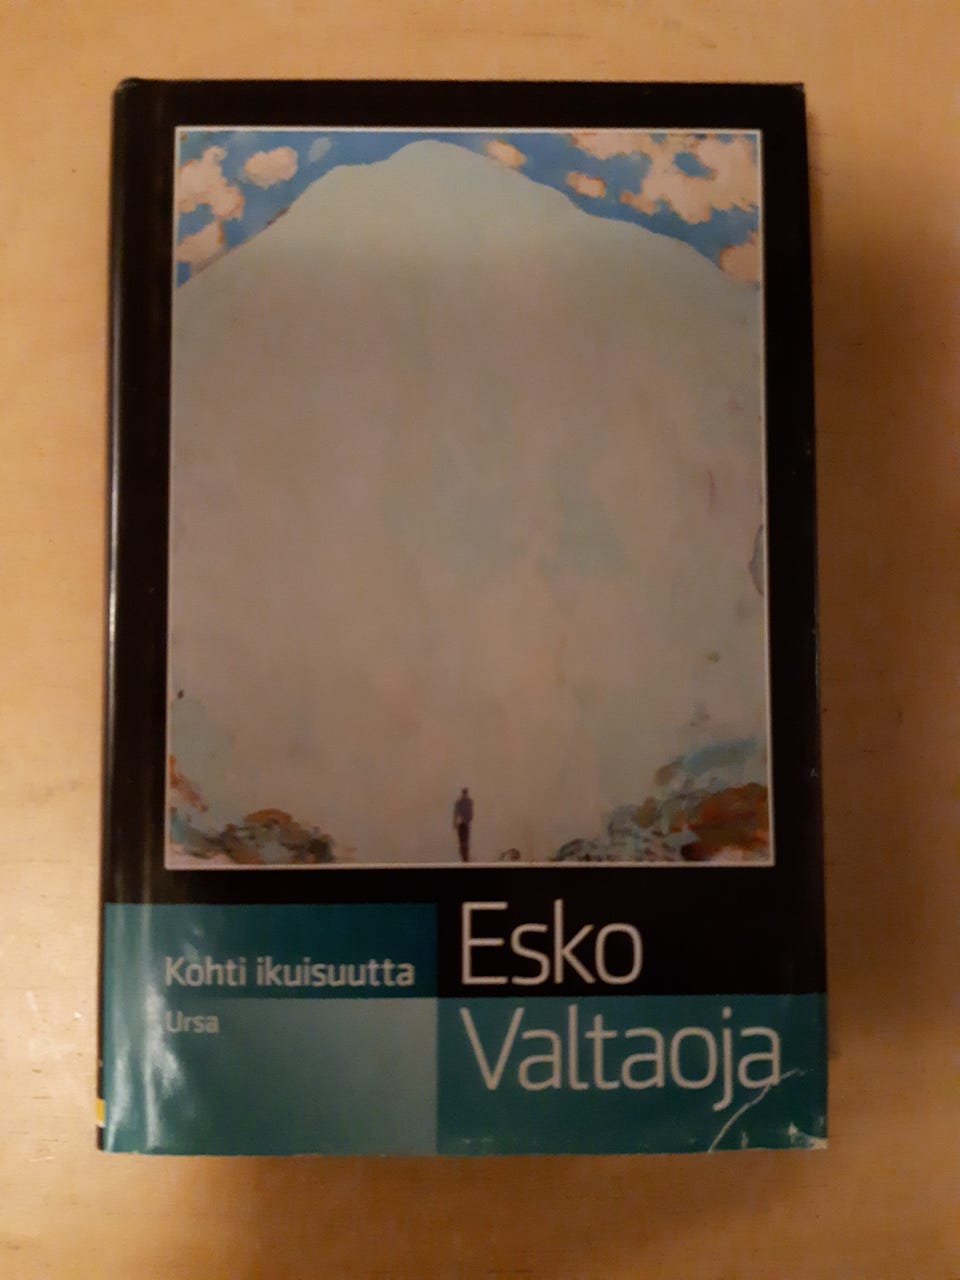 Kohti ikuisuutta
Ursa
Esko
Valtaoja